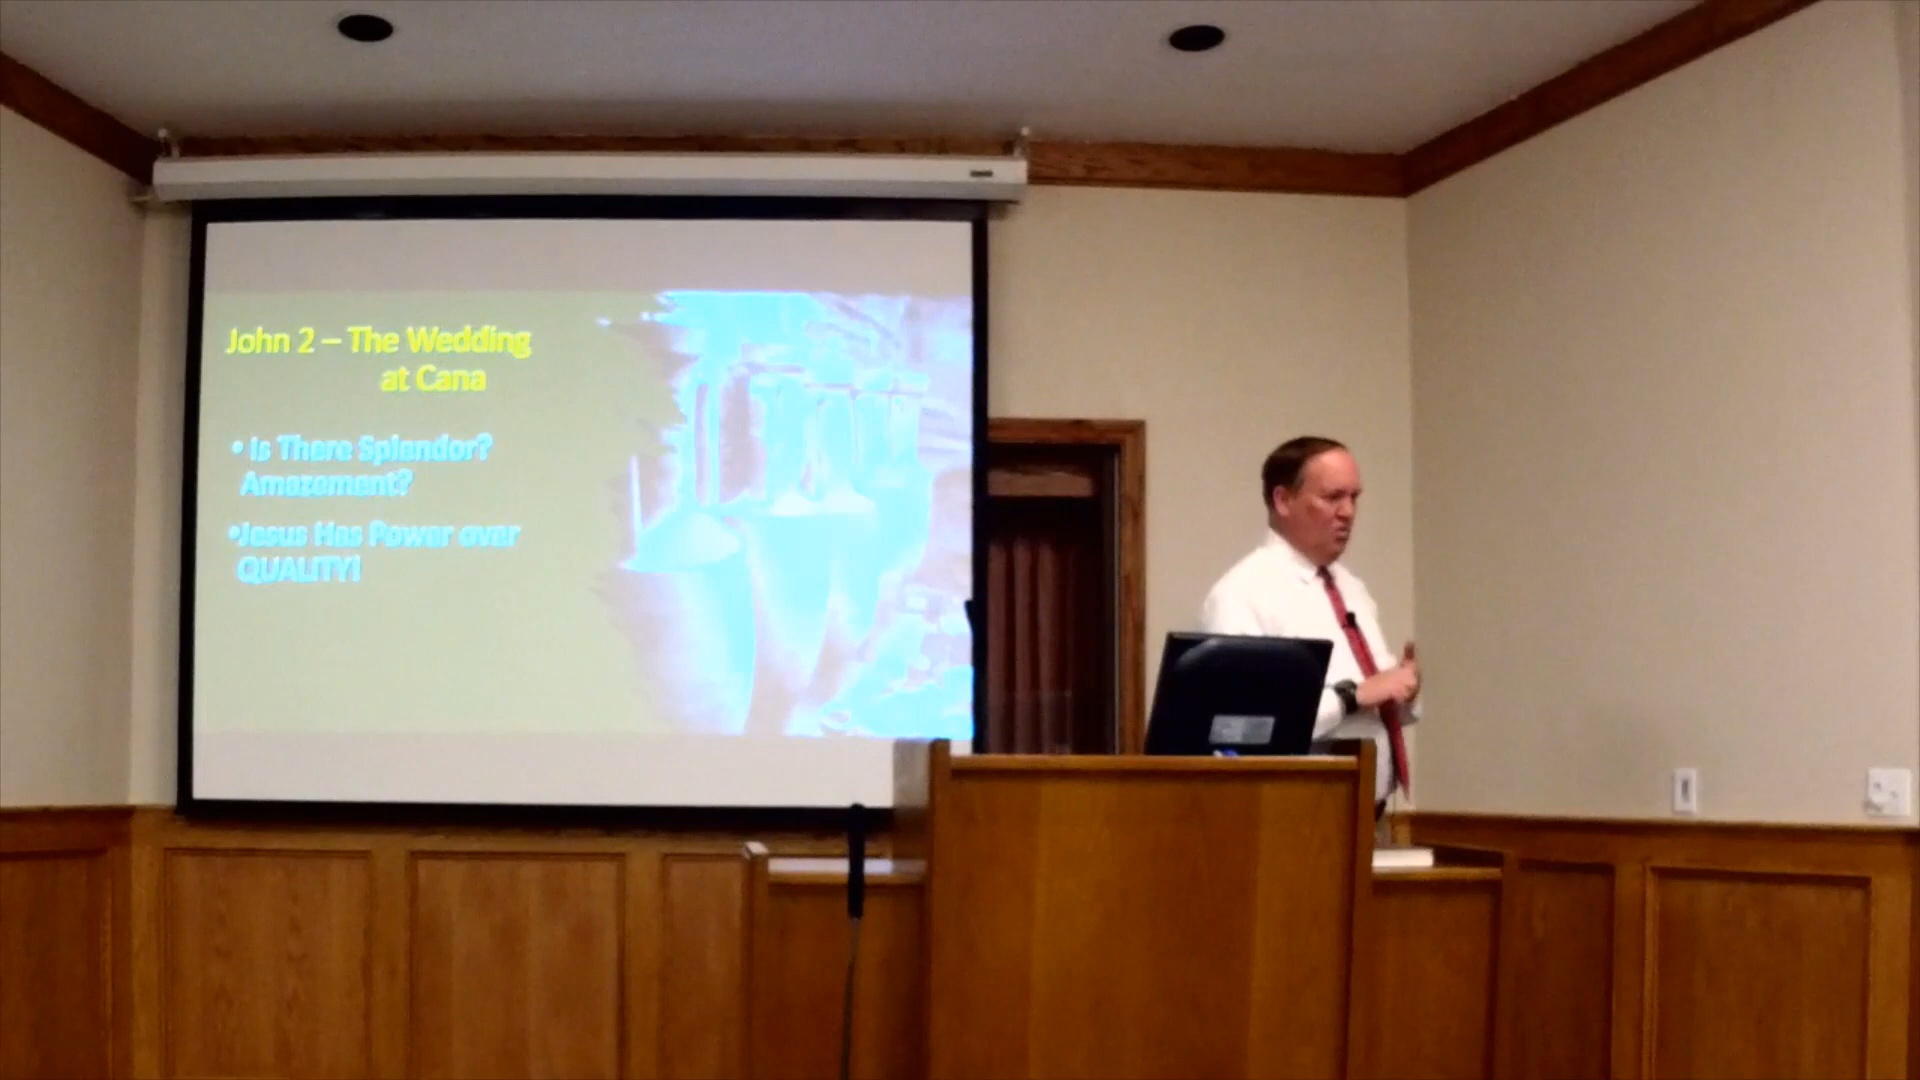 John 2 – The Wedding
at Cana
• Is There Splendor?
Amazement?
•Jesus Has Power over
QUALITY!